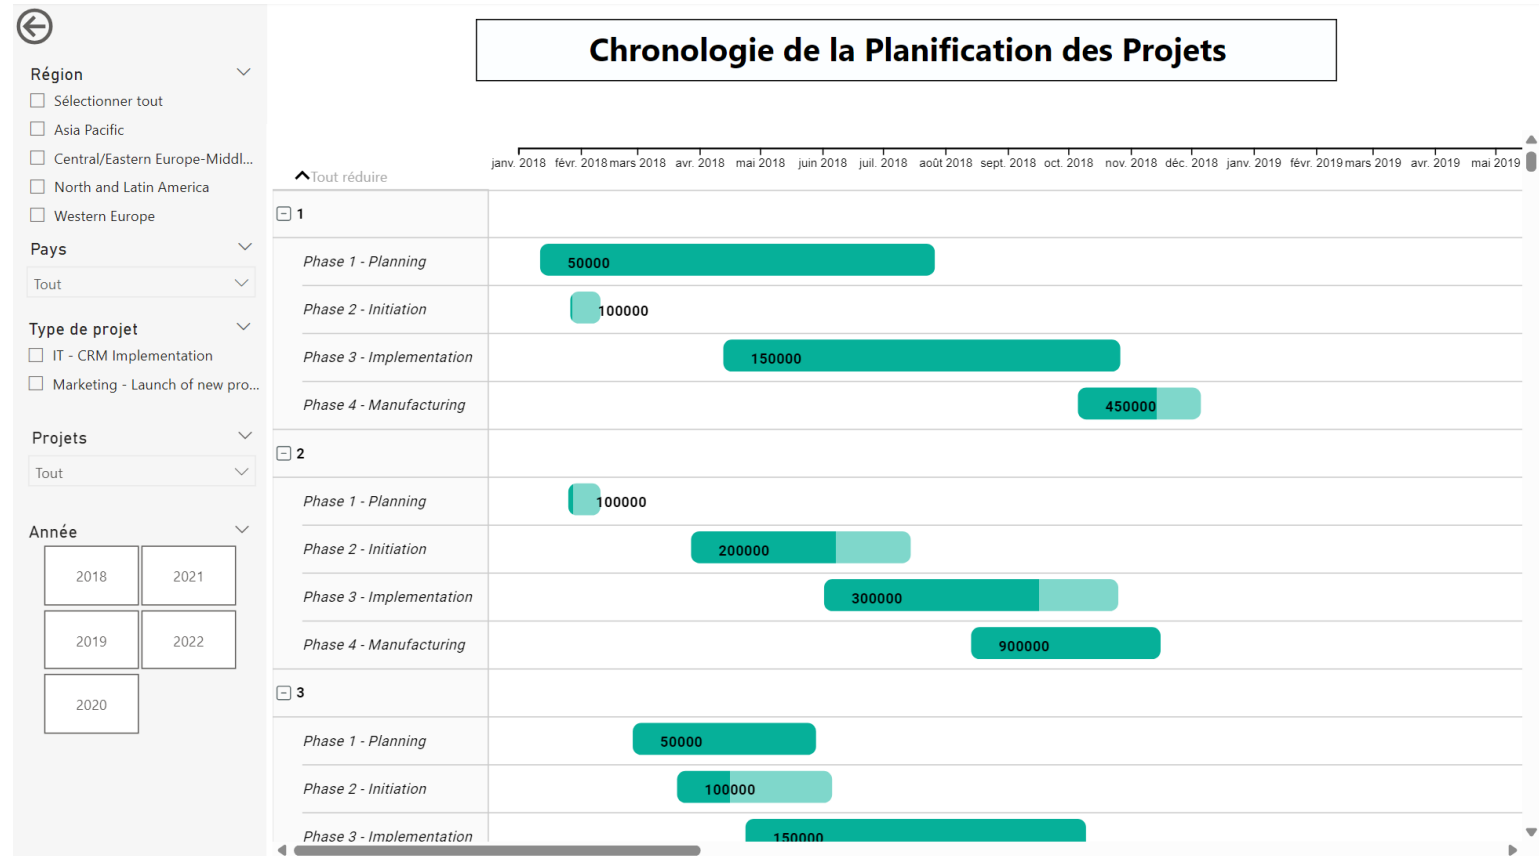 Chronologie de la Planification des Projets
Région
Sélectionner tout
Asia Pacific
Central/Eastern Europe-Middl...
North and Latin America
Western Europe
Pays
Tout
Type de projet
IT - CRM Implementation
Marketing - Launch of new pro...
Projets
Tout
Année
2018 2021
2019 2022
2020
janv. 2018 févr. 2018 mars 2018 avr. 2018 mai 2018 juin 2018 juil. 2018 août 2018 sept. 2018 oct. 2018 nov. 2018 déc. 2018 janv. 2019 févr. 2019 mars 2019 avr. 2019 mai 2019
Tout réduire
1
Phase 1 - Planning 50000
Phase 2 - Initiation 100000
Phase 3 - Implementation 150000
Phase 4 - Manufacturing 450000
2
Phase 1 - Planning 100000
Phase 2 - Initiation 200000
Phase 3 - Implementation 300000
Phase 4 - Manufacturing 900000
3
Phase 1 - Planning 50000
Phase 2 - Initiation 100000
Phase 3 - Implementation 150000